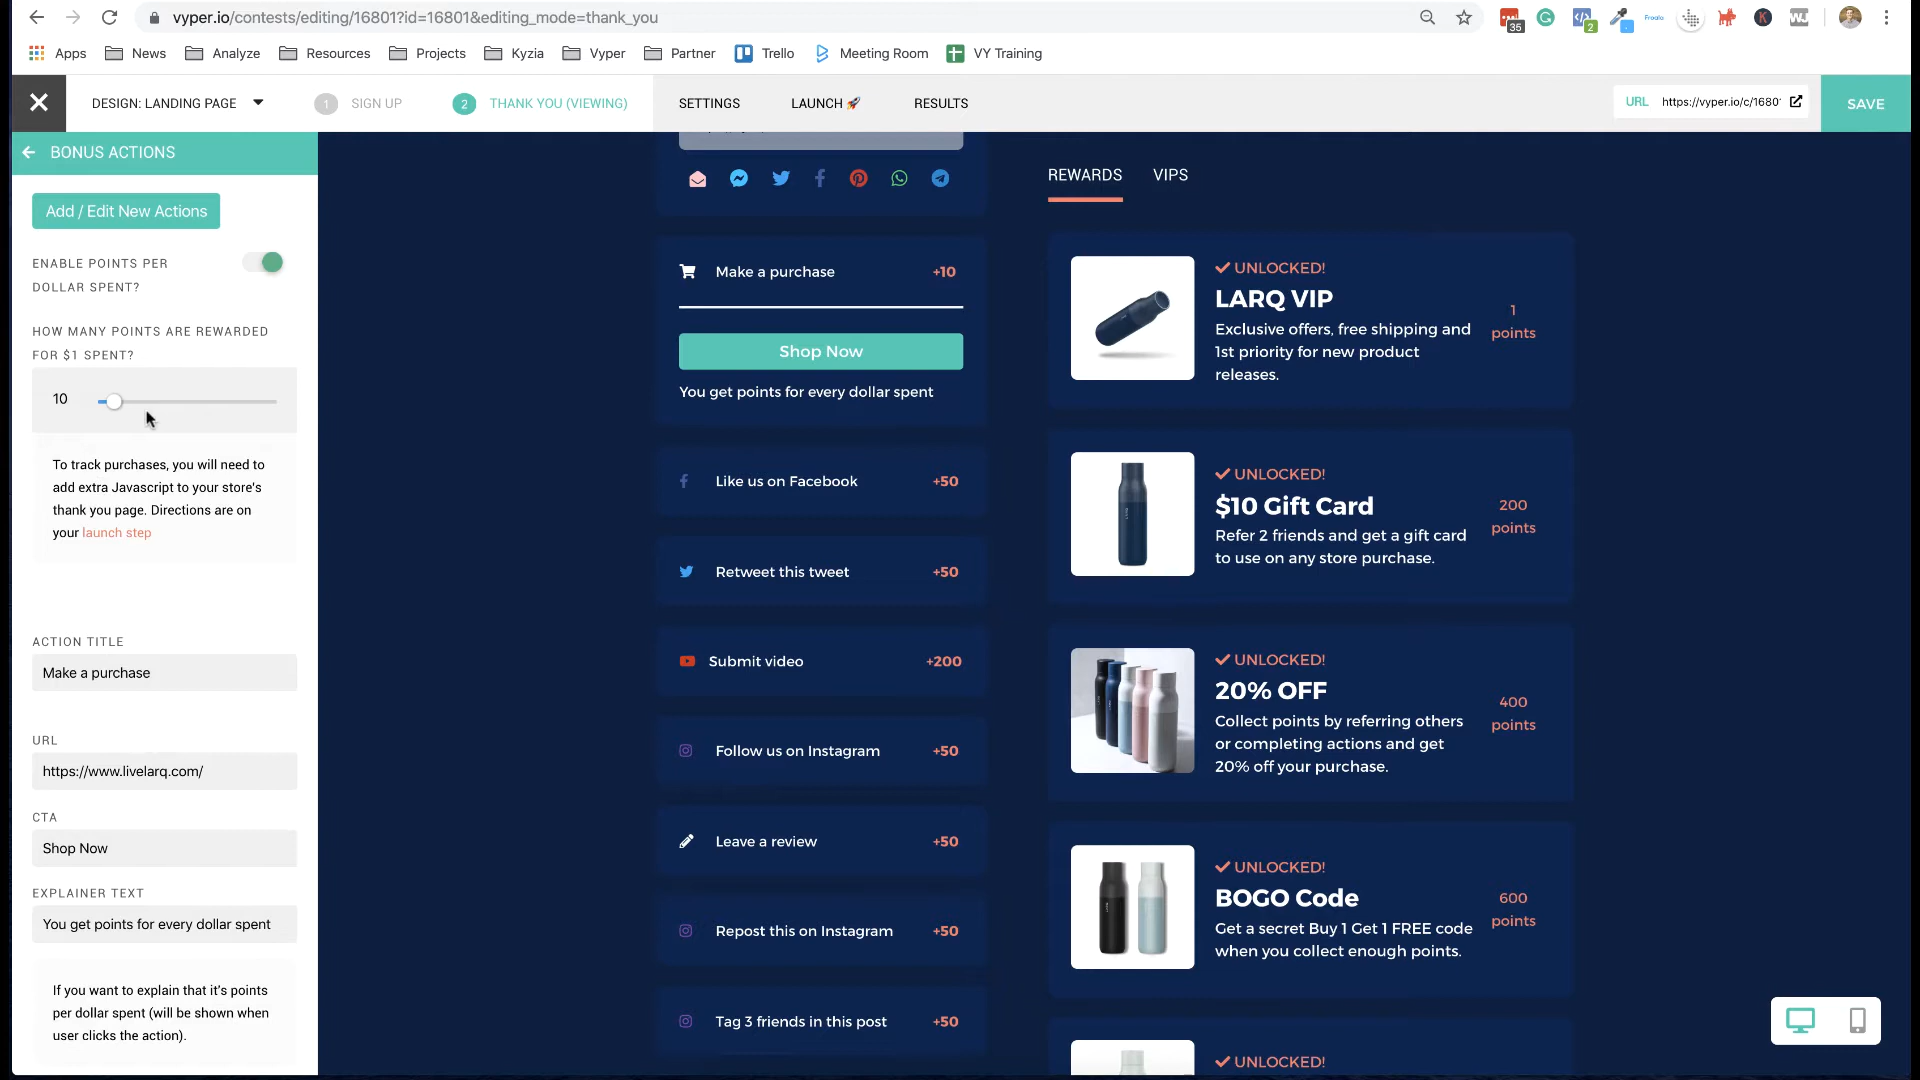 vyper.io/contests/editing/16801?id=16801&editing_mode=thank_you
35
2
Froala
Apps
News
Analyze
Resources
Projects
Kyzia
Vyper
Partner
Trello
Meeting Room
VY Training
DESIGN: LANDING PAGE
1 SIGN UP
2 THANK YOU (VIEWING)
SETTINGS
LAUNCH 🚀
RESULTS
URL https://vyper.io/c/1680
SAVE
BONUS ACTIONS
Add / Edit New Actions
ENABLE POINTS PER
DOLLAR SPENT?
HOW MANY POINTS ARE REWARDED
FOR $1 SPENT?
10
To track purchases, you will need to
add extra Javascript to your store's
thank you page. Directions are on
your launch step
ACTION TITLE
Make a purchase
URL
https://www.livelarq.com/
CTA
Shop Now
EXPLAINER TEXT
You get points for every dollar spent
If you want to explain that it's points
per dollar spent (will be shown when
user clicks the action).
Make a purchase +10
Shop Now
You get points for every dollar spent
Like us on Facebook +50
Retweet this tweet +50
Submit video +200
Follow us on Instagram +50
Leave a review +50
Repost this on Instagram +50
Tag 3 friends in this post +50
REWARDS
VIPS
UNLOCKED!
LARQ VIP
Exclusive offers, free shipping and
1st priority for new product
releases.
1
points
UNLOCKED!
$10 Gift Card
Refer 2 friends and get a gift card
to use on any store purchase.
200
points
UNLOCKED!
20% OFF
Collect points by referring others
or completing actions and get
20% off your purchase.
400
points
UNLOCKED!
BOGO Code
Get a secret Buy 1 Get 1 FREE code
when you collect enough points.
600
points
UNLOCKED!